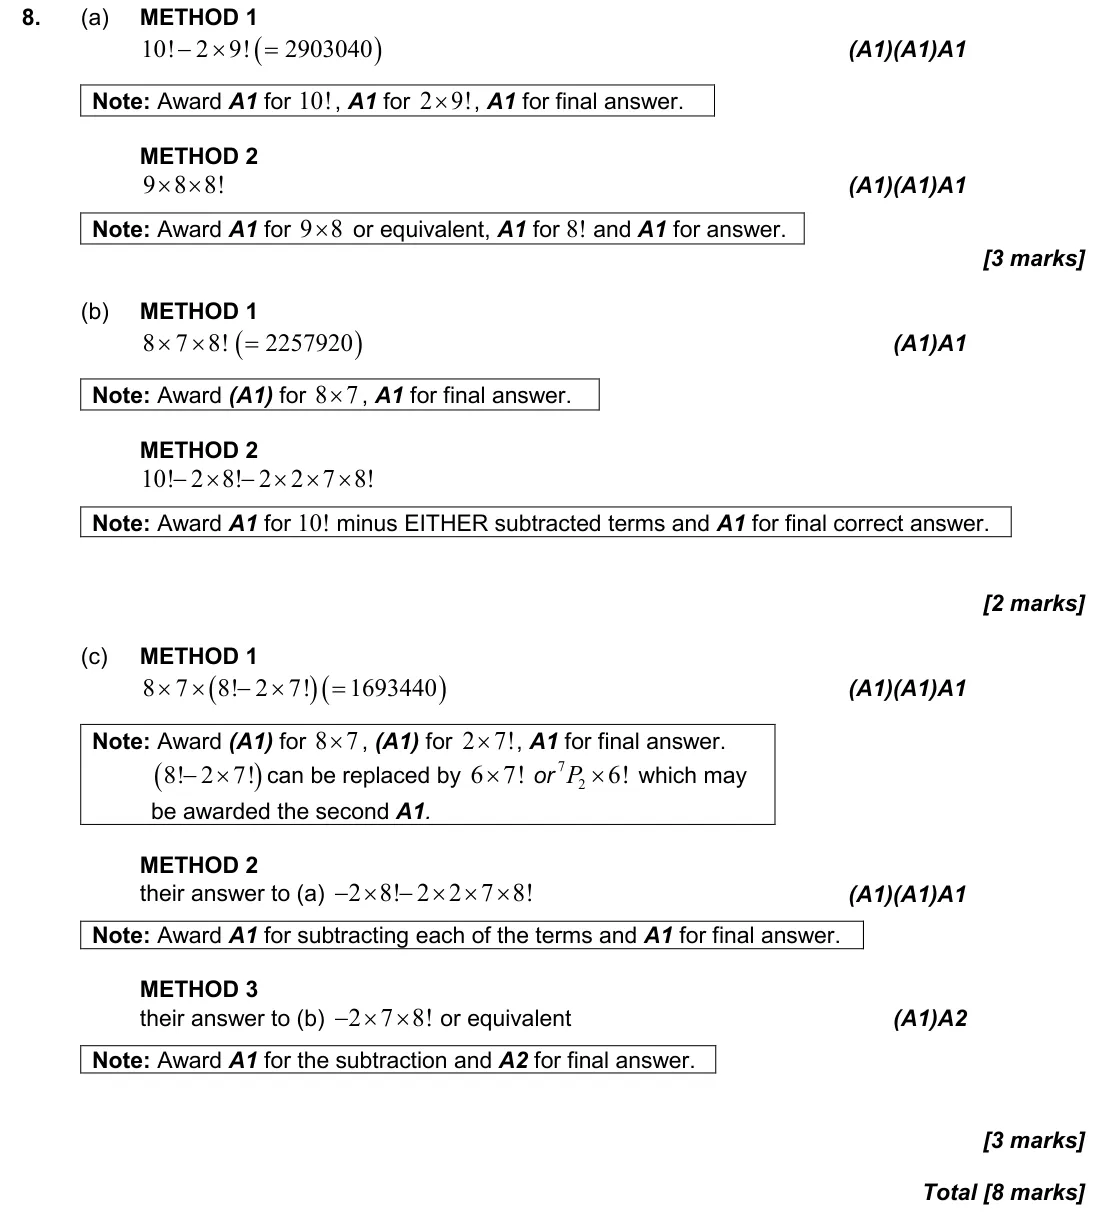 8. (a) METHOD 1
10!−2×9!(=2903040) (A1)(A1)A1
Note: Award A1 for 10!, A1 for 2×9!, A1 for final answer.
METHOD 2
9×8×8! (A1)(A1)A1
Note: Award A1 for 9×8 or equivalent, A1 for 8! and A1 for answer.
[3 marks]
(b) METHOD 1
8×7×8! (=2257920) (A1)A1
Note: Award (A1) for 8×7, A1 for final answer.
METHOD 2
10!−2×8!−2×2×7×8!
Note: Award A1 for 10! minus EITHER subtracted terms and A1 for final correct answer.
[2 marks]
(c) METHOD 1
8×7×(8!−2×7!)(=1693440) (A1)(A1)A1
Note: Award (A1) for 8×7, (A1) for 2×7!, A1 for final answer.
(8!−2×7!) can be replaced by 6×7! or ⁷P₂×6! which may
be awarded the second A1.
METHOD 2
their answer to (a) −2×8!−2×2×7×8! (A1)(A1)A1
Note: Award A1 for subtracting each of the terms and A1 for final answer.
METHOD 3
their answer to (b) −2×7×8! or equivalent (A1)A2
Note: Award A1 for the subtraction and A2 for final answer.
[3 marks]
Total [8 marks]